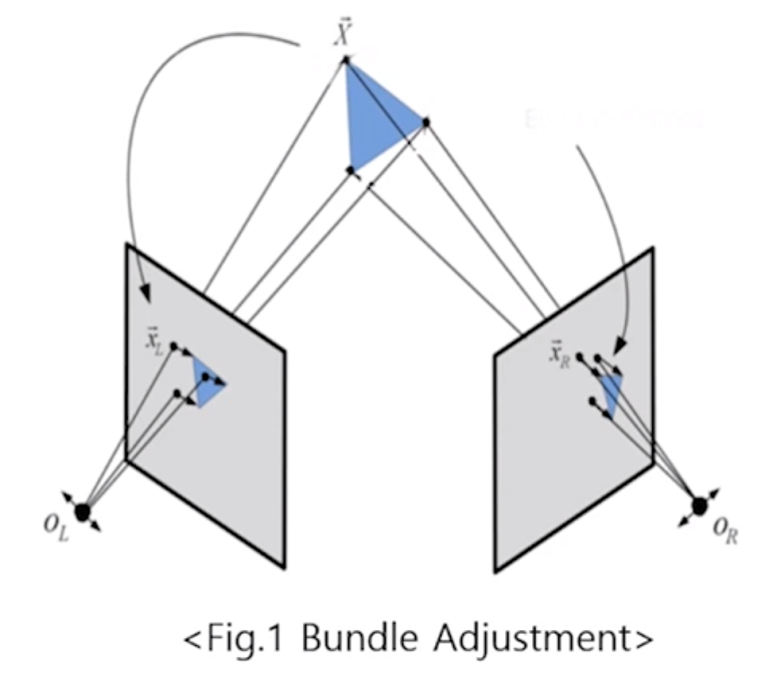 X⃗
x⃗L
x⃗R
OL
OR
<Fig.1 Bundle Adjustment>